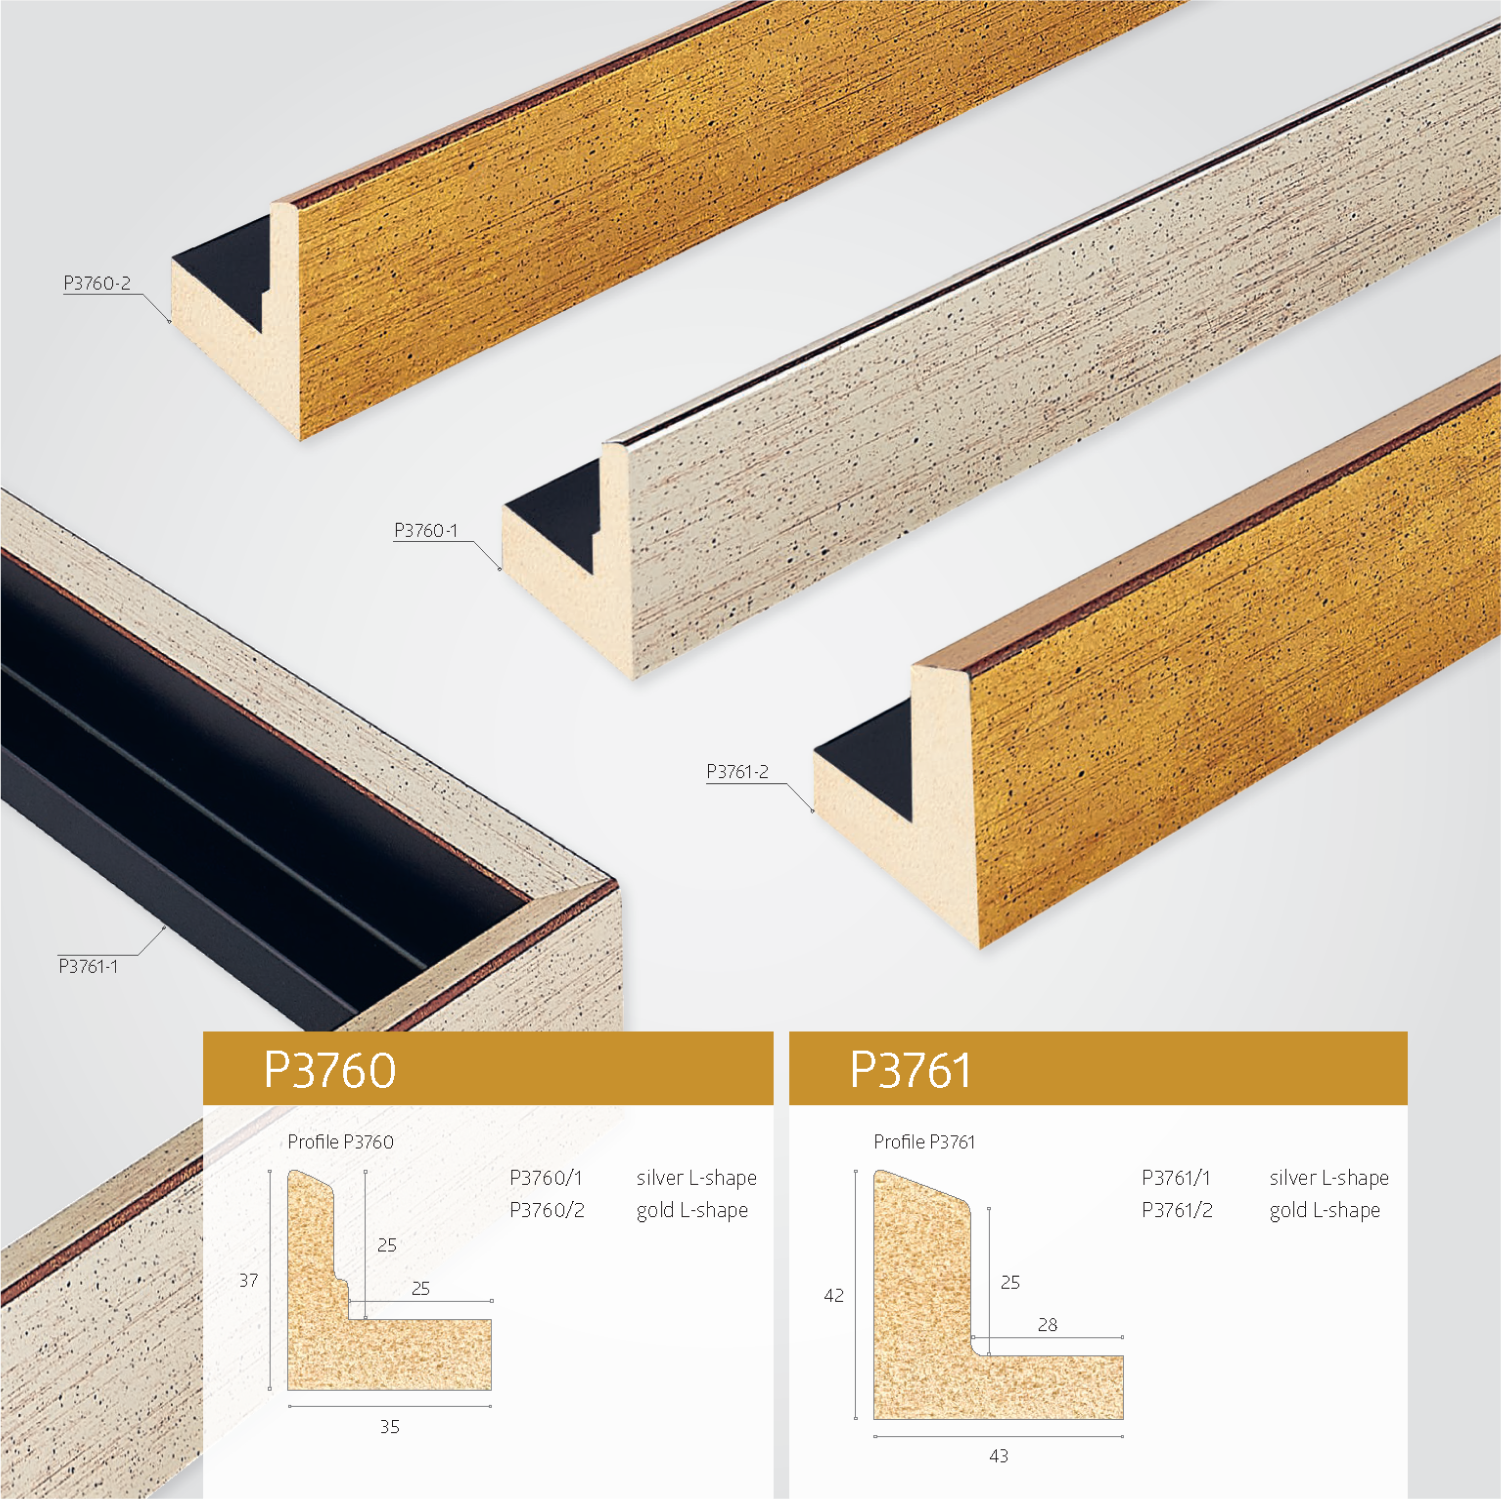 P3760-2
P3760-1
P3761-2
P3761-1
P3760
Profile P3760
P3760/1 silver L-shape
P3760/2 gold L-shape
25
37
25
35
P3761
Profile P3761
P3761/1 silver L-shape
P3761/2 gold L-shape
25
42
28
43